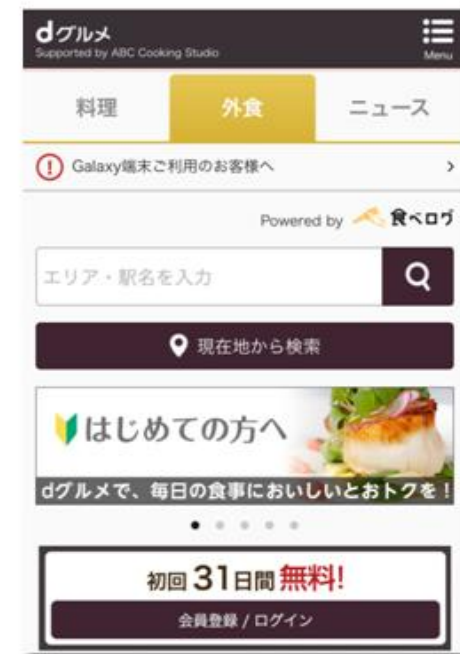 dグルメ
Supported by ABC Cooking Studio
Menu
料理
外食
ニュース
Galaxy端末ご利用のお客様へ
Powered by 食べログ
エリア・駅名を入力
現在地から検索
はじめての方へ
dグルメで、毎日の食事においしいとおトクを!
初回31日間無料!
会員登録 / ログイン